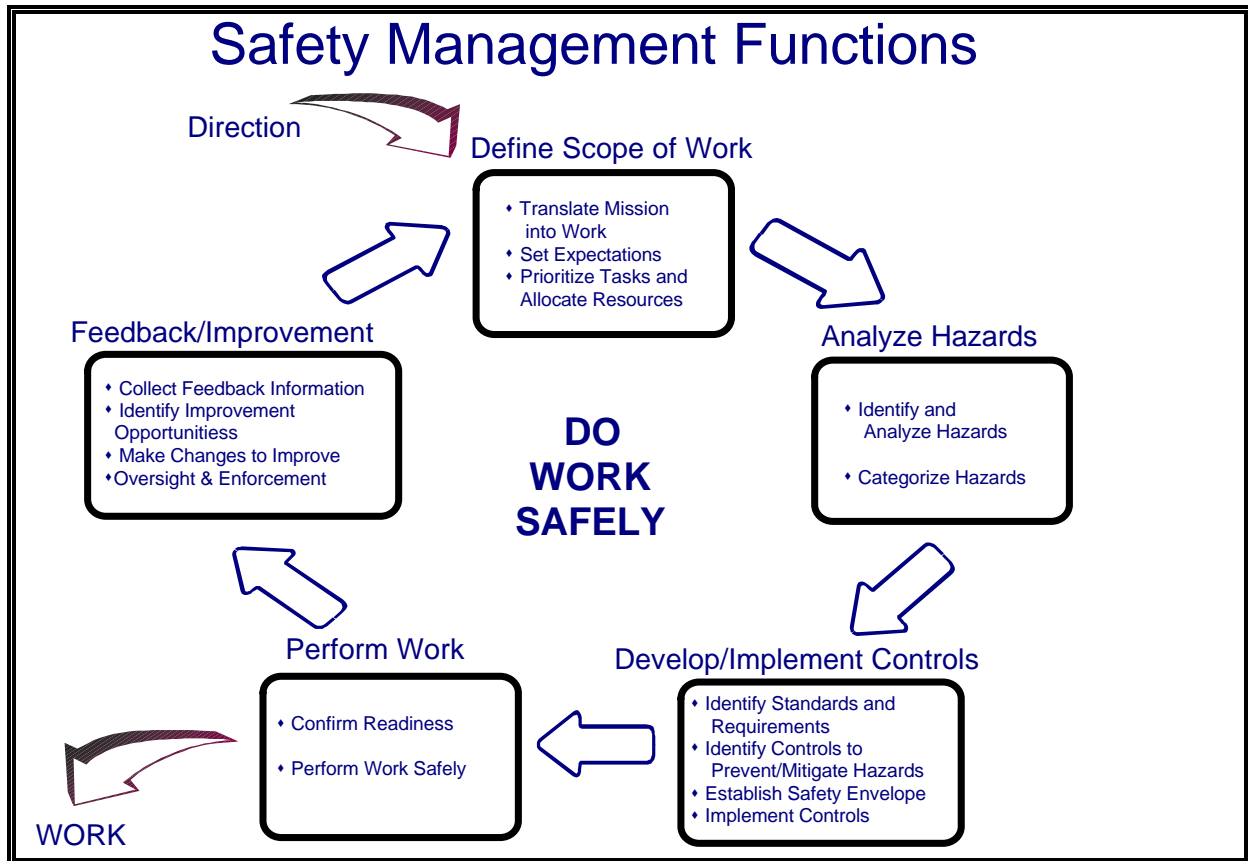 Safety Management Functions
Direction
Define Scope of Work
♦ Translate Mission
into Work
♦ Set Expectations
♦ Prioritize Tasks and
Allocate Resources
Analyze Hazards
♦ Identify and
Analyze Hazards
♦ Categorize Hazards
Develop/Implement Controls
♦ Identify Standards and
Requirements
♦ Identify Controls to
Prevent/Mitigate Hazards
♦ Establish Safety Envelope
♦ Implement Controls
Perform Work
♦ Confirm Readiness
♦ Perform Work Safely
WORK
Feedback/Improvement
♦ Collect Feedback Information
♦ Identify Improvement
Opportunitiess
♦ Make Changes to Improve
♦Oversight & Enforcement
DO
WORK
SAFELY